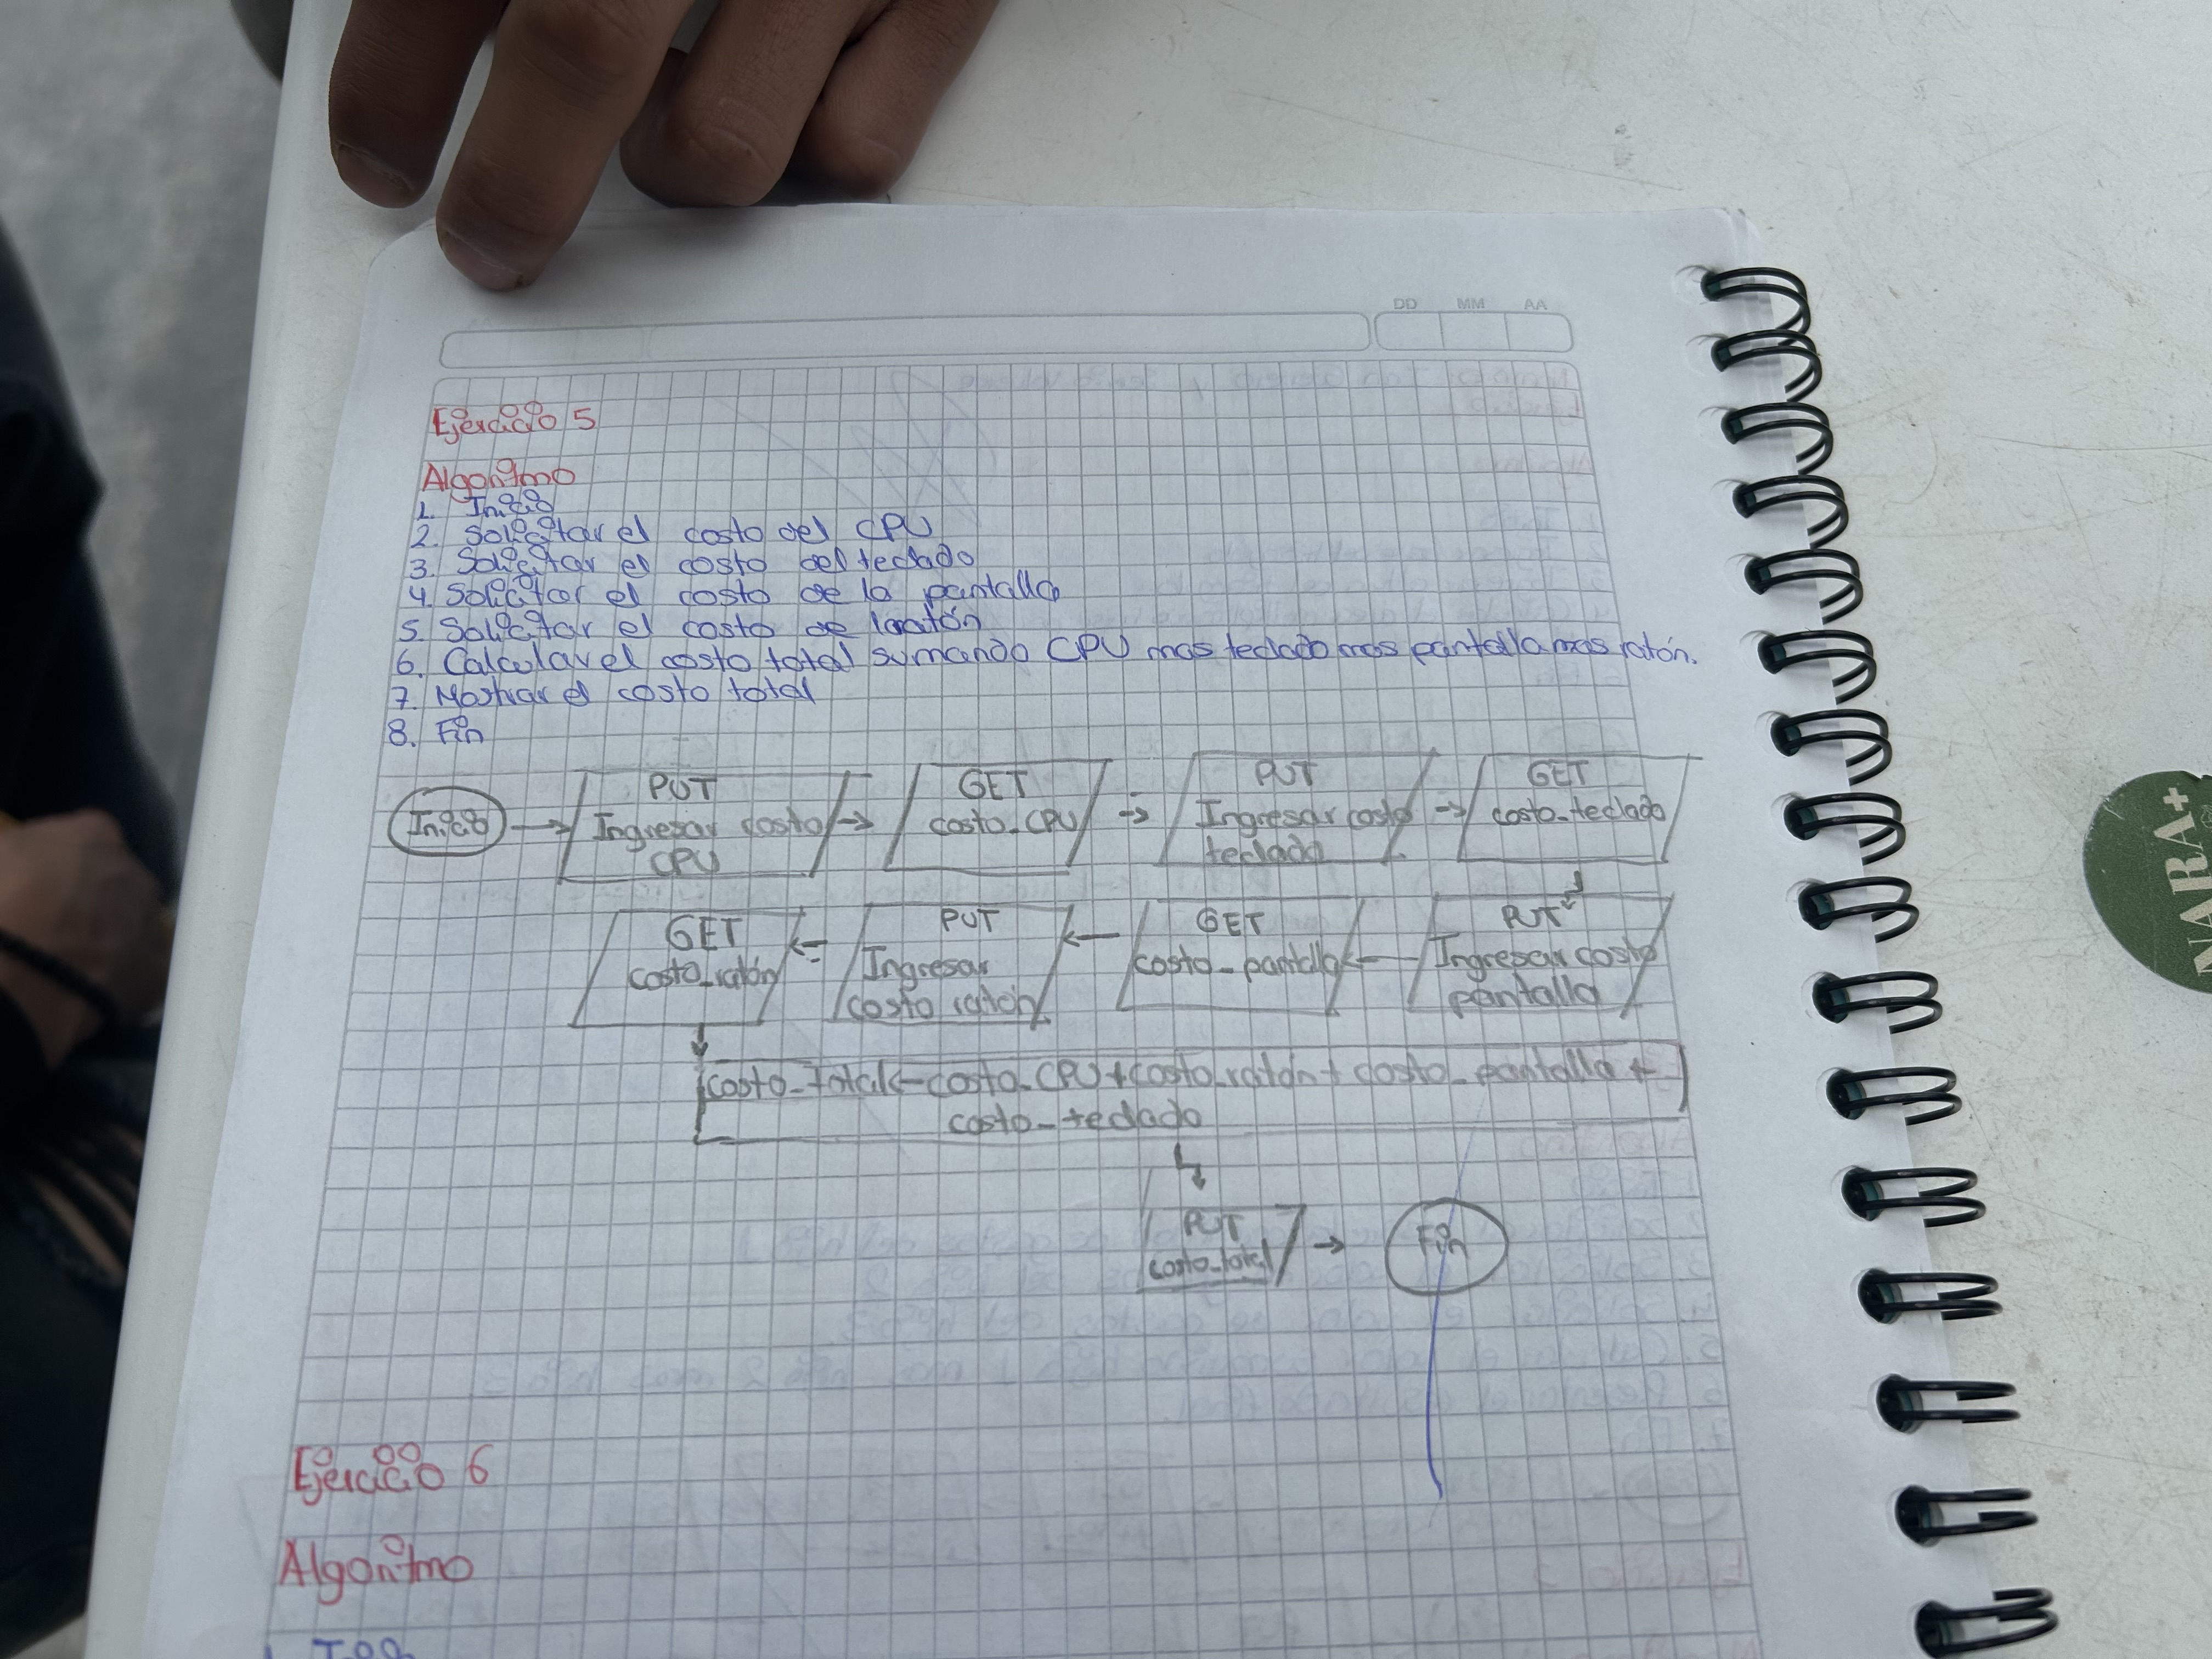 DD MM AA
Ejercicio 5
Algoritmo
1. Inicio
2. Solicitar el costo del CPU
3. Solicitar el costo del teclado
4. Solicitar el costo de la pantalla
5. Solicitar el costo de ratón
6. Calcular el costo total sumando CPU mas teclado mas pantalla mas ratón.
7. Mostrar el costo total
8. Fin
Inicio → PUT Ingresar costo CPU → GET costo_CPU → PUT Ingresar costo teclado → GET costo_teclado
GET costo_ratón ← PUT Ingresar costo ratón ← GET costo_pantalla ← PUT Ingresar costo pantalla
costo_total ← costo_CPU + costo_ratón + costo_pantalla +
costo_teclado
PUT costo_total → Fin
Ejercicio 6
Algoritmo
NARA+